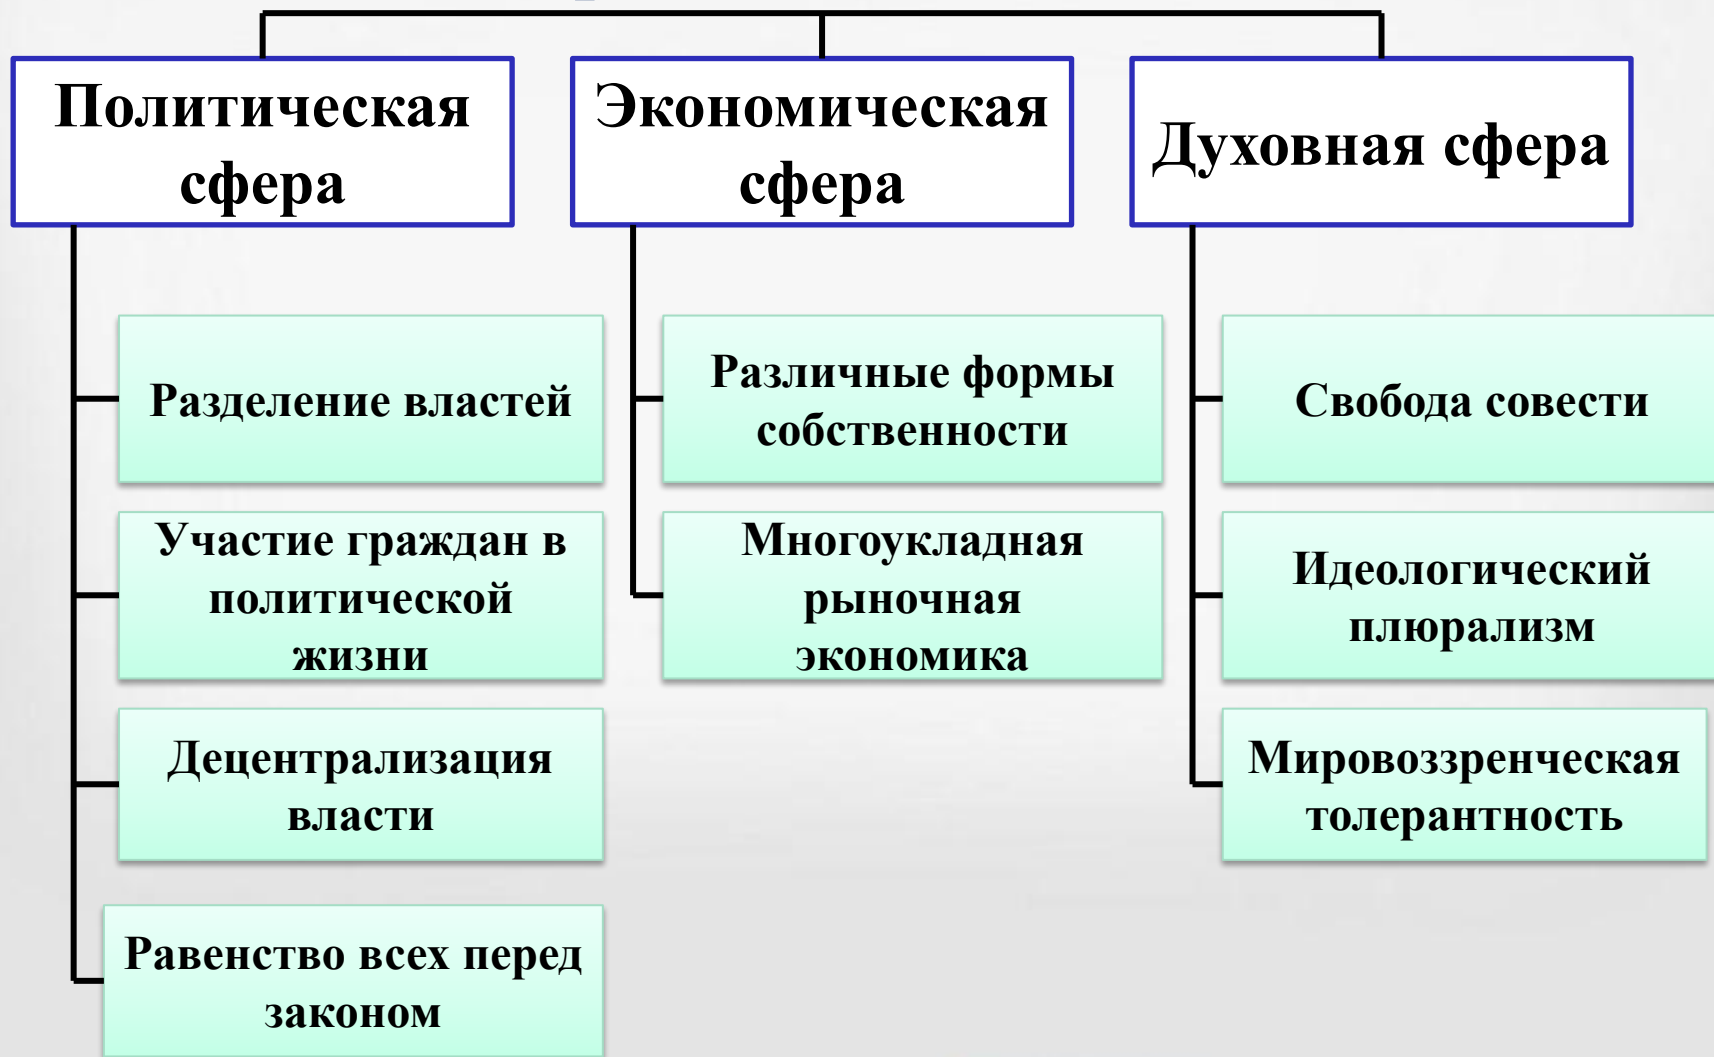 Политическая
сфера
Экономическая
сфера
Духовная сфера
Разделение властей
Участие граждан в
политической
жизни
Децентрализация
власти
Равенство всех перед
законом
Различные формы
собственности
Многоукладная
рыночная
экономика
Свобода совести
Идеологический
плюрализм
Мировоззренческая
толерантность